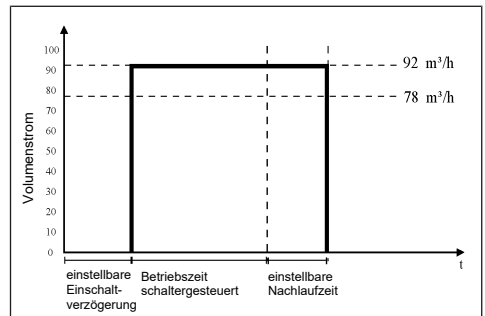 Volumenstrom
100
90
80
70
60
50
40
30
20
10
0
92 m³/h
78 m³/h
t
einstellbare
Einschalt-
verzögerung
Betriebszeit
schaltergesteuert
einstellbare
Nachlaufzeit